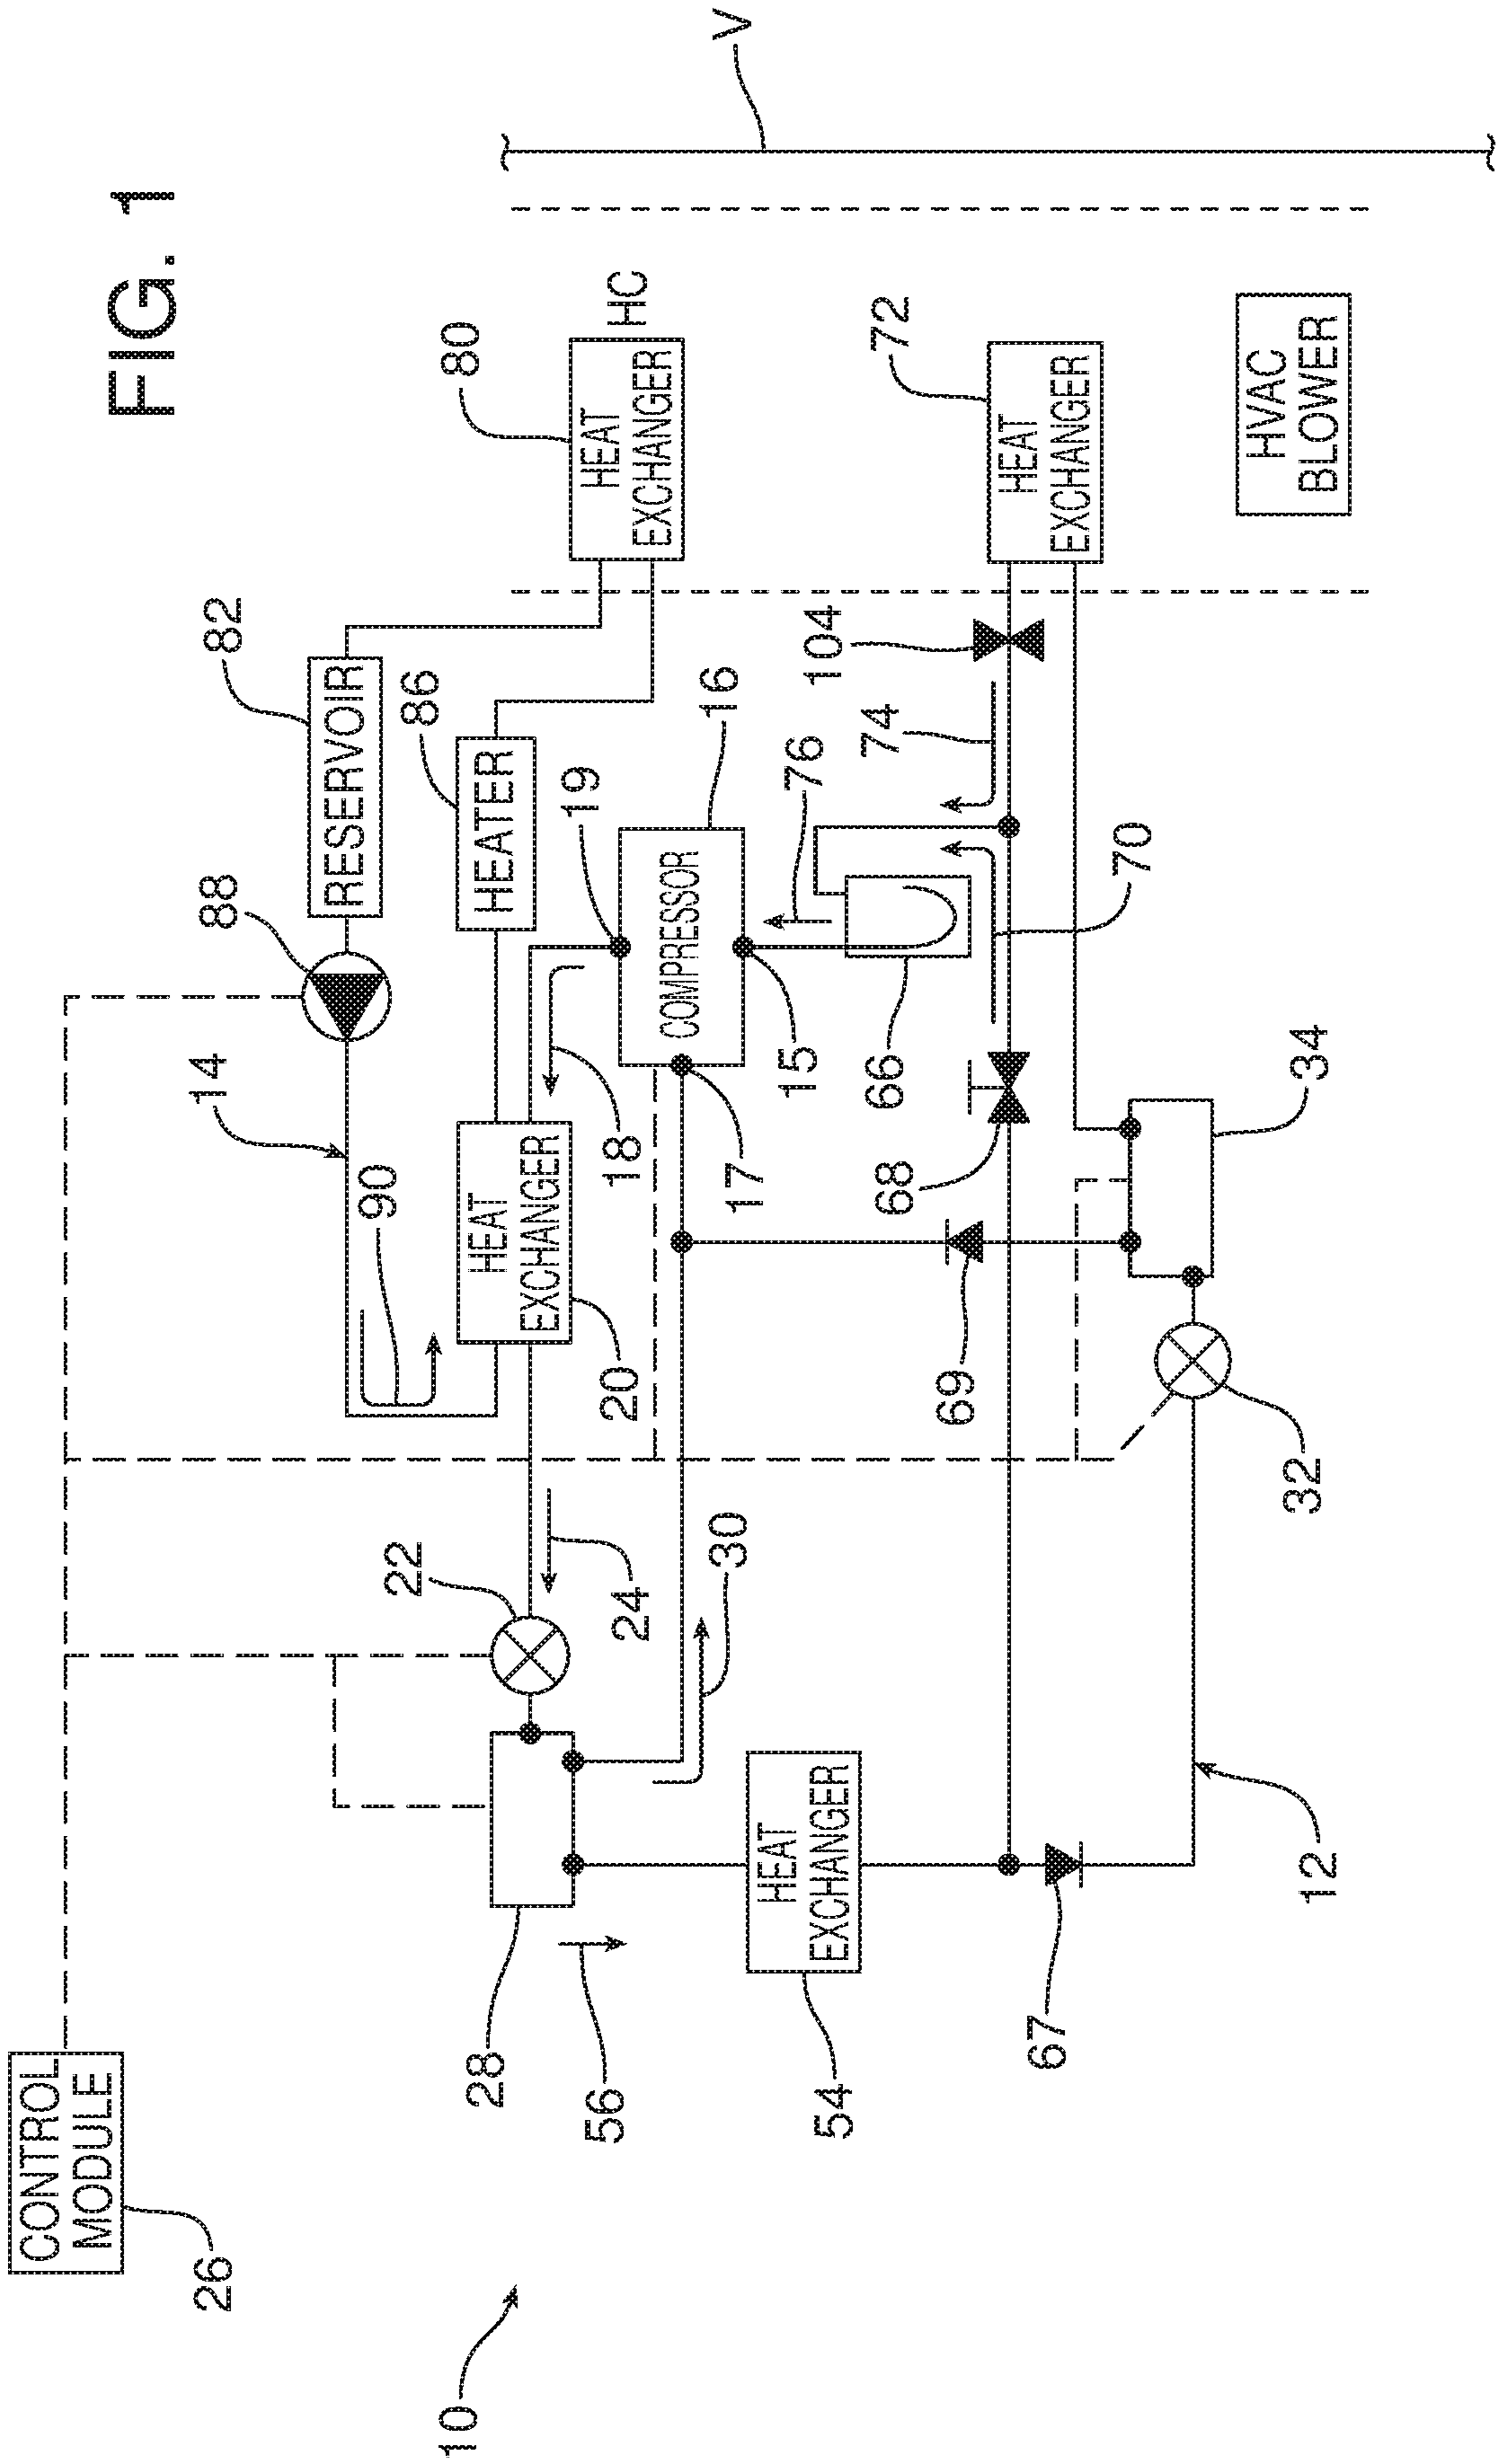 FIG. 1
V
CONTROL
MODULE
26
10
14
88
RESERVOIR
82
90
86
HEATER
80
HEAT
EXCHANGER
HC
22
24
HEAT
EXCHANGER
20
18
19
COMPRESSOR
16
28
56
30
17
15
76
66
74
104
72
HEAT
EXCHANGER
HEAT
EXCHANGER
54
69
68
70
67
12
32
34
HVAC
BLOWER